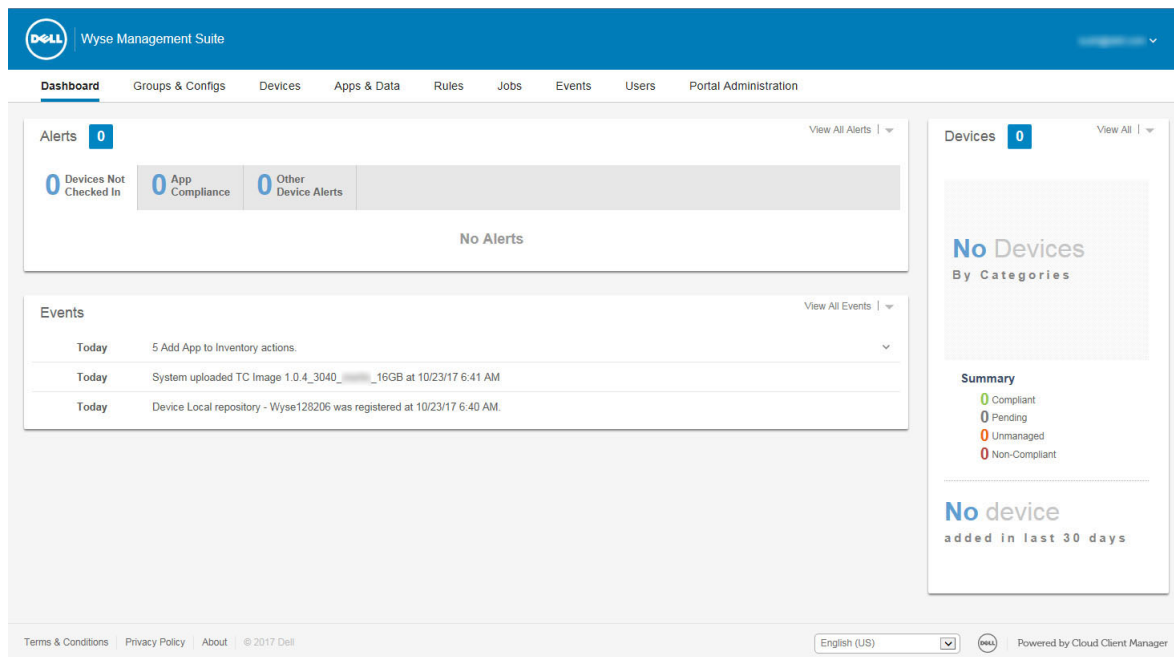 DELL
Wyse Management Suite
Dashboard Groups & Configs Devices Apps & Data Rules Jobs Events Users Portal Administration
Alerts 0
View All Alerts
0 Devices Not Checked In
0 App Compliance
0 Other Device Alerts
No Alerts
Events
View All Events
Today 5 Add App to Inventory actions.
Today System uploaded TC Image 1.0.4_3040_ _16GB at 10/23/17 6:41 AM
Today Device Local repository - Wyse128206 was registered at 10/23/17 6:40 AM.
Devices 0
View All
No Devices
By Categories
Summary
0 Compliant
0 Pending
0 Unmanaged
0 Non-Compliant
No device
added in last 30 days
Terms & Conditions Privacy Policy About © 2017 Dell
English (US)
DELL
Powered by Cloud Client Manager